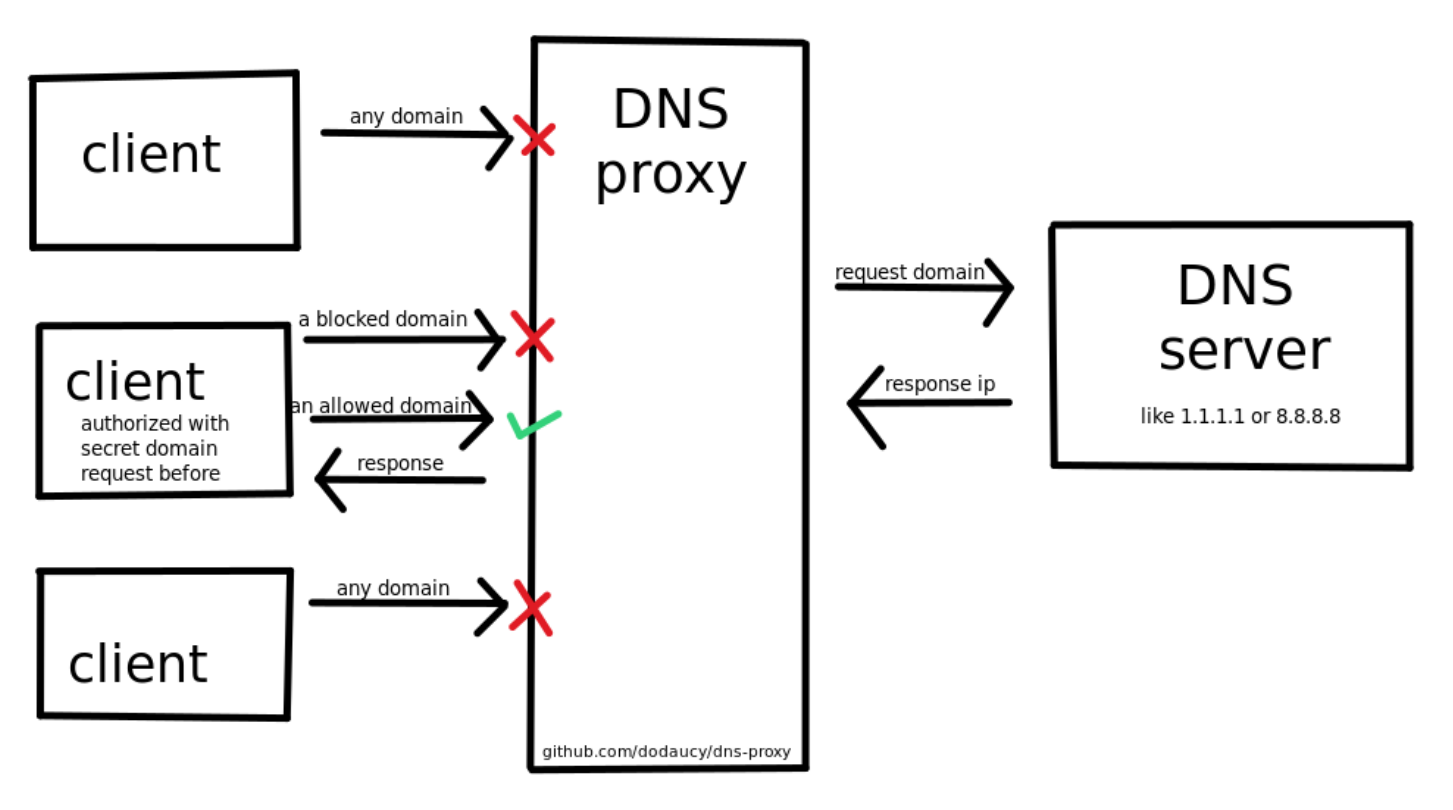 client
any domain
DNS
proxy
a blocked domain
client
authorized with
secret domain
request before
an allowed domain
response
any domain
client
github.com/dodaucy/dns-proxy
request domain
response ip
DNS
server
like 1.1.1.1 or 8.8.8.8